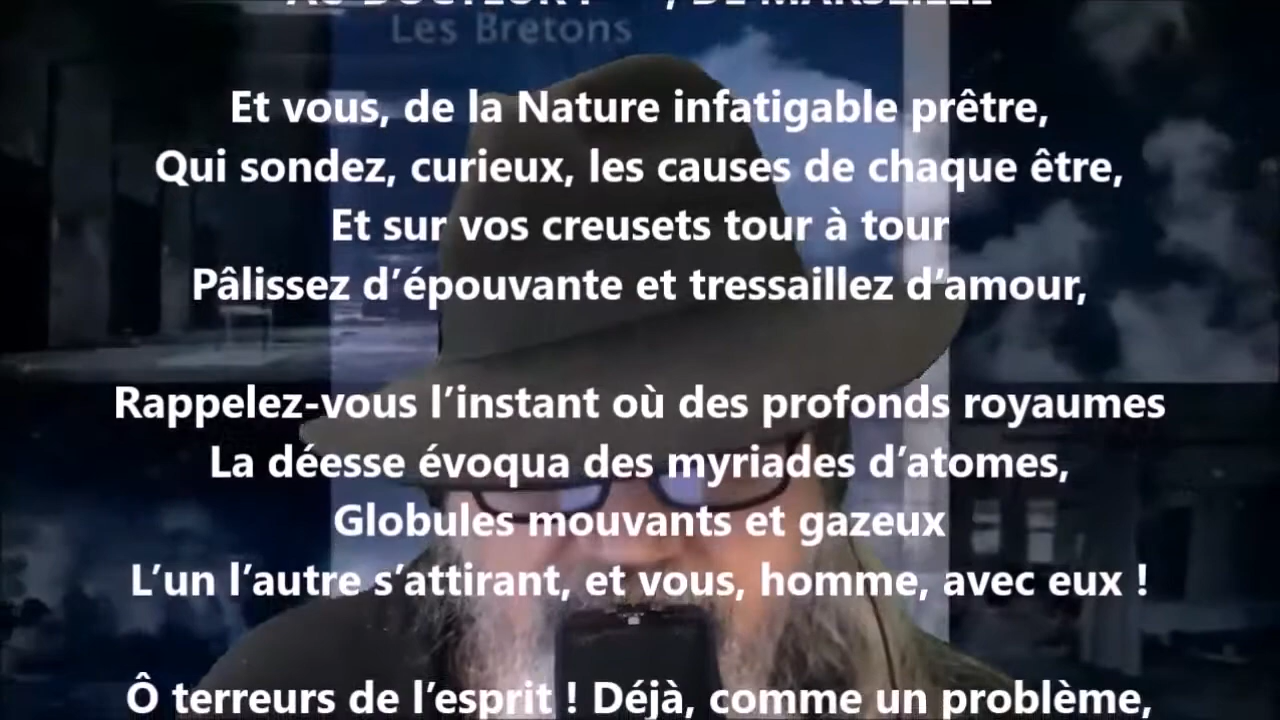 DE MARSEILLE
Les Bretons
Et vous, de la Nature infatigable prêtre,
Qui sondez, curieux, les causes de chaque être,
Et sur vos creusets tour à tour
Pâlissez d’épouvante et tressaillez d’amour,
Rappelez-vous l’instant où des profonds royaumes
La déesse évoqua des myriades d’atomes,
Globules mouvants et gazeux
L’un l’autre s’attirant, et vous, homme, avec eux !
Ô terreurs de l’esprit ! Déjà, comme un problème,